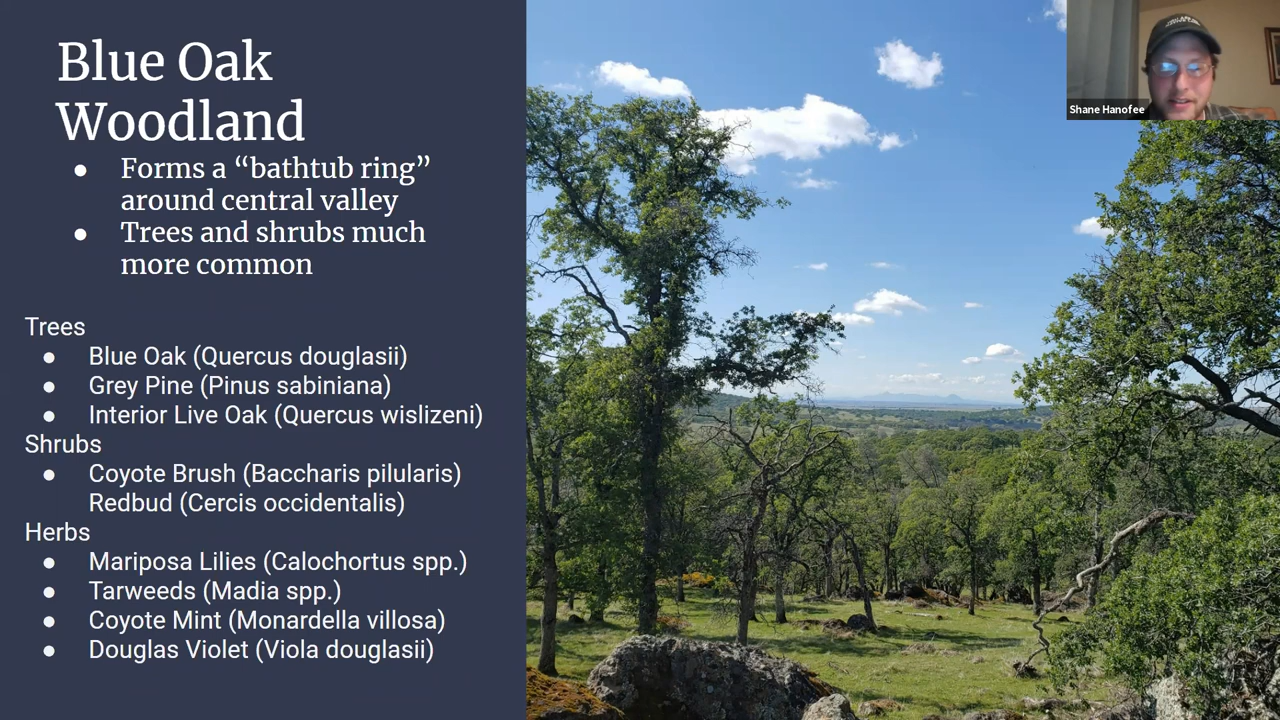 Blue Oak
Woodland
● Forms a “bathtub ring”
around central valley
● Trees and shrubs much
more common
Trees
● Blue Oak (Quercus douglasii)
● Grey Pine (Pinus sabiniana)
● Interior Live Oak (Quercus wislizeni)
Shrubs
● Coyote Brush (Baccharis pilularis)
Redbud (Cercis occidentalis)
Herbs
● Mariposa Lilies (Calochortus spp.)
● Tarweeds (Madia spp.)
● Coyote Mint (Monardella villosa)
● Douglas Violet (Viola douglasii)
Shane Hanofee